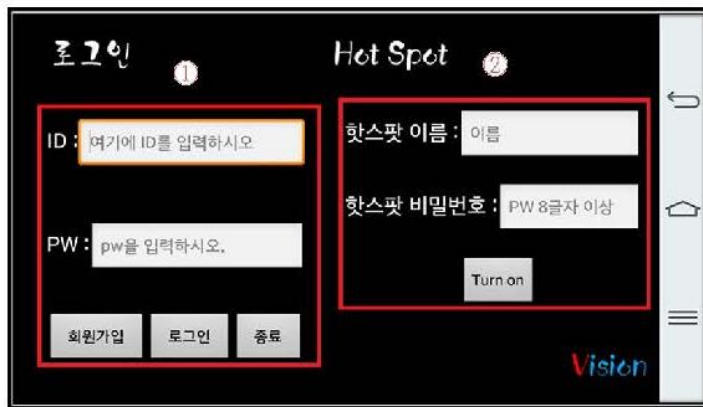 로그인
①
ID : 여기에 ID를 입력하시오
PW : pw을 입력하시오.
회원가입 로그인 종료
Hot Spot
②
핫스팟 이름 : 이름
핫스팟 비밀번호 : PW 8글자 이상
Turn on
Vision